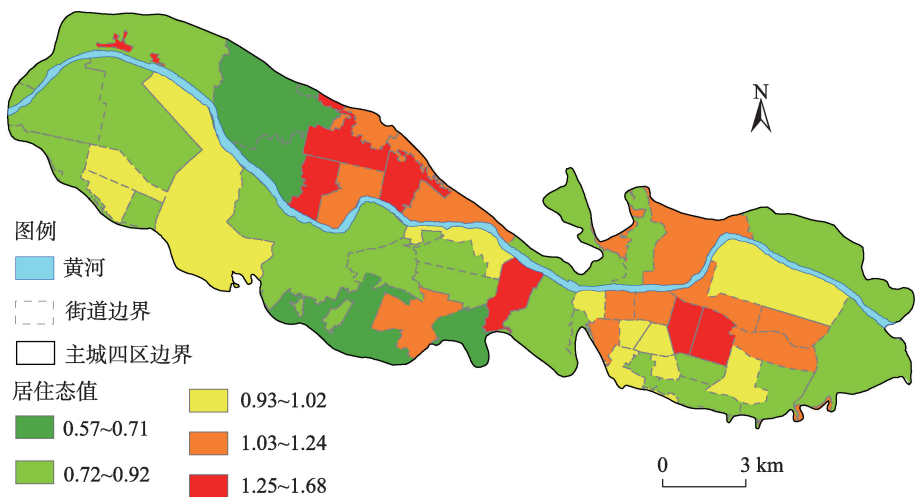 N
图例
黄河
街道边界
主城四区边界
居住态值
0.57~0.71
0.72~0.92
0.93~1.02
1.03~1.24
1.25~1.68
0 3 km